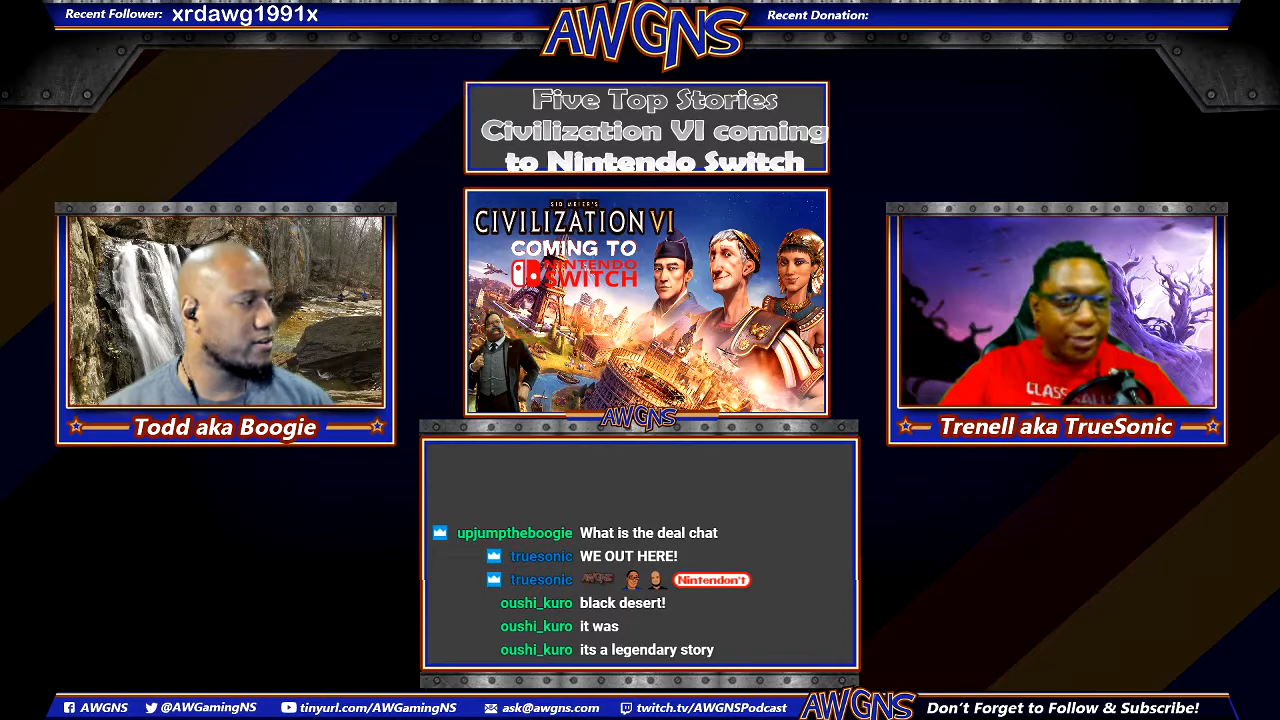 Recent Follower: xrdawg1991x
AWGNS
Recent Donation:
Five Top Stories
Civilization VI coming
to Nintendo Switch
SID MEIER'S
CIVILIZATION VI
COMING TO
NINTENDO
SWITCH
AWGNS
CLASS
Todd aka Boogie
Trenell aka TrueSonic
upjumptheboogie What is the deal chat
truesonic WE OUT HERE!
truesonic AWGNS Nintendon't
oushi_kuro black desert!
oushi_kuro it was
oushi_kuro its a legendary story
AWGNS @AWGamingNS tinyurl.com/AWGamingNS ask@awgns.com twitch.tv/AWGNSPodcast AWGNS Don't Forget to Follow & Subscribe!